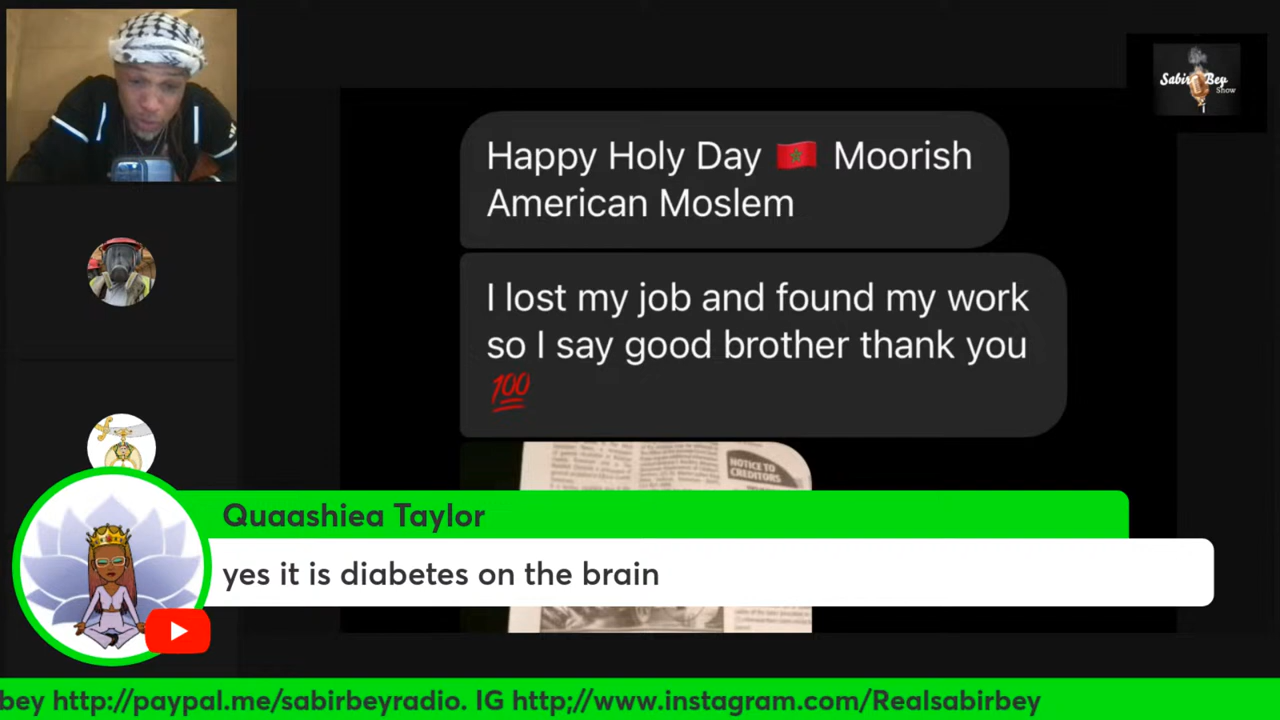 Sabir Bey
Show
Happy Holy Day 🇲🇦 Moorish
American Moslem
I lost my job and found my work
so I say good brother thank you
💯
NOTICE TO
CREDITORS
Quaashiea Taylor
yes it is diabetes on the brain
bey http://paypal.me/sabirbeyradio. IG http;//www.instagram.com/Realsabirbey